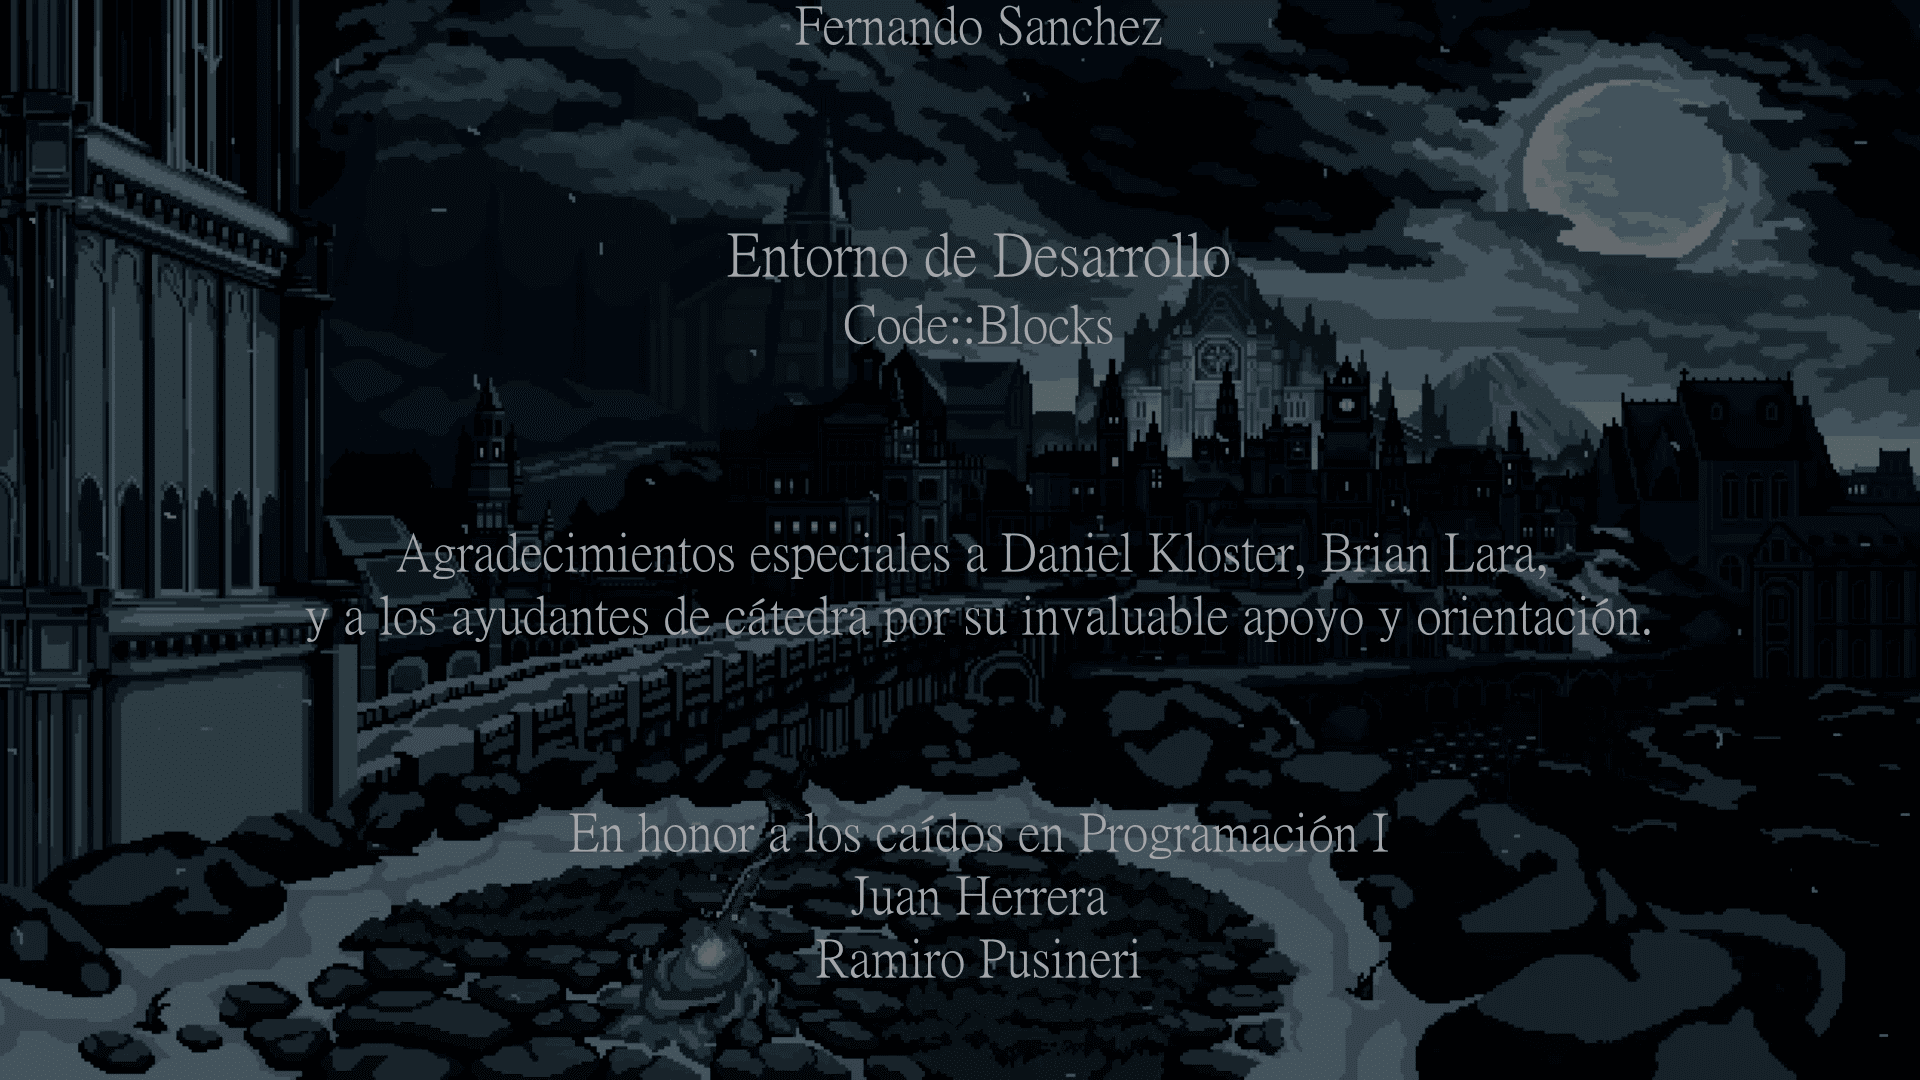 Fernando Sanchez
Entorno de Desarrollo
Code::Blocks
Agradecimientos especiales a Daniel Kloster, Brian Lara,
y a los ayudantes de cátedra por su invaluable apoyo y orientación.
En honor a los caídos en Programación I
Juan Herrera
Ramiro Pusineri